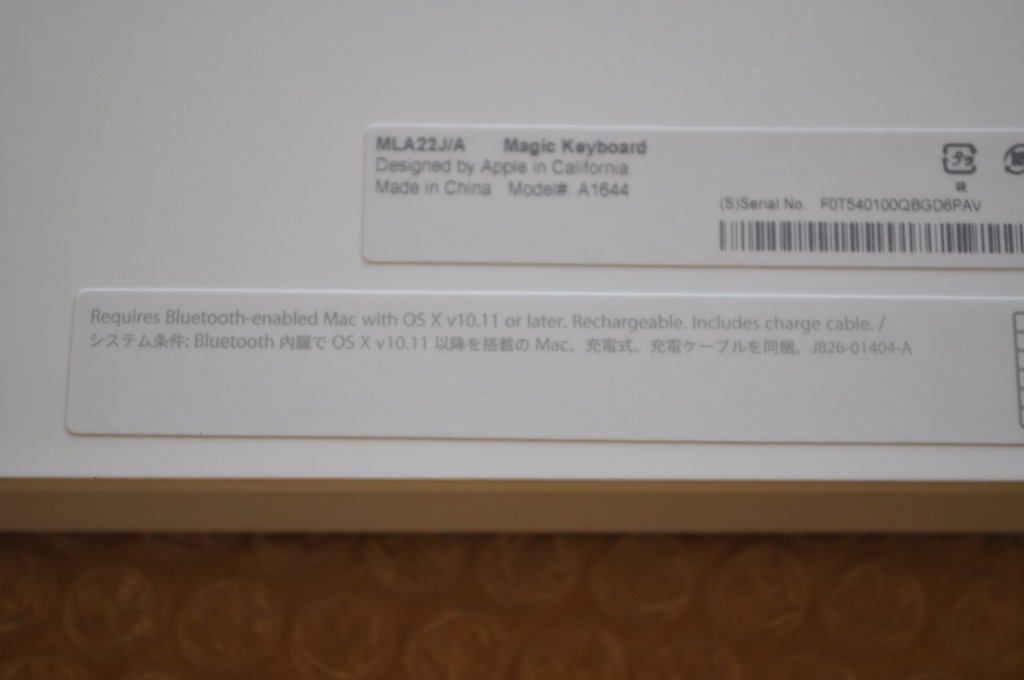 MLA22J/A Magic Keyboard
Designed by Apple in California
Made in China Model#: A1644
プラ
袋
(S)Serial No. F0T540100QBGD6PAV
Requires Bluetooth-enabled Mac with OS X v10.11 or later. Rechargeable. Includes charge cable. /
システム条件: Bluetooth 内臓で OS X v10.11 以降を搭載の Mac。充電式。充電ケーブルを同梱。J826-01404-A